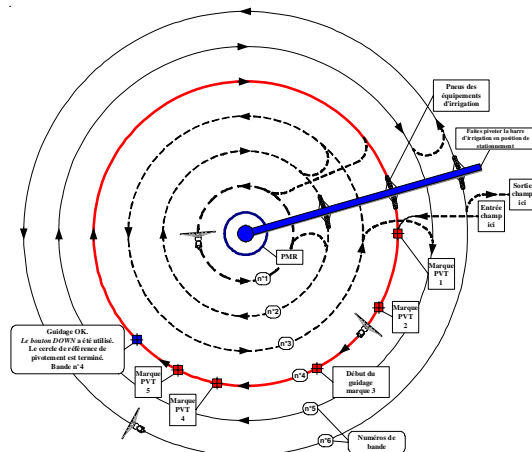 Pneus des
équipements
d'irrigation
Faites pivoter la barre
d'irrigation en position de
stationnement
Sortie
champ
ici
Entrée
champ
ici
PMR
Marque
PVT
1
Marque
PVT
2
n°1
n°2
n°3
Guidage OK.
Le bouton DOWN a été utilisé.
Le cercle de référence de
pivotement est terminé.
Bande n°4
Marque
PVT
5
Marque
PVT
4
n°4
Début du
guidage
marque 3
n°5
n°6
Numéros de
bande